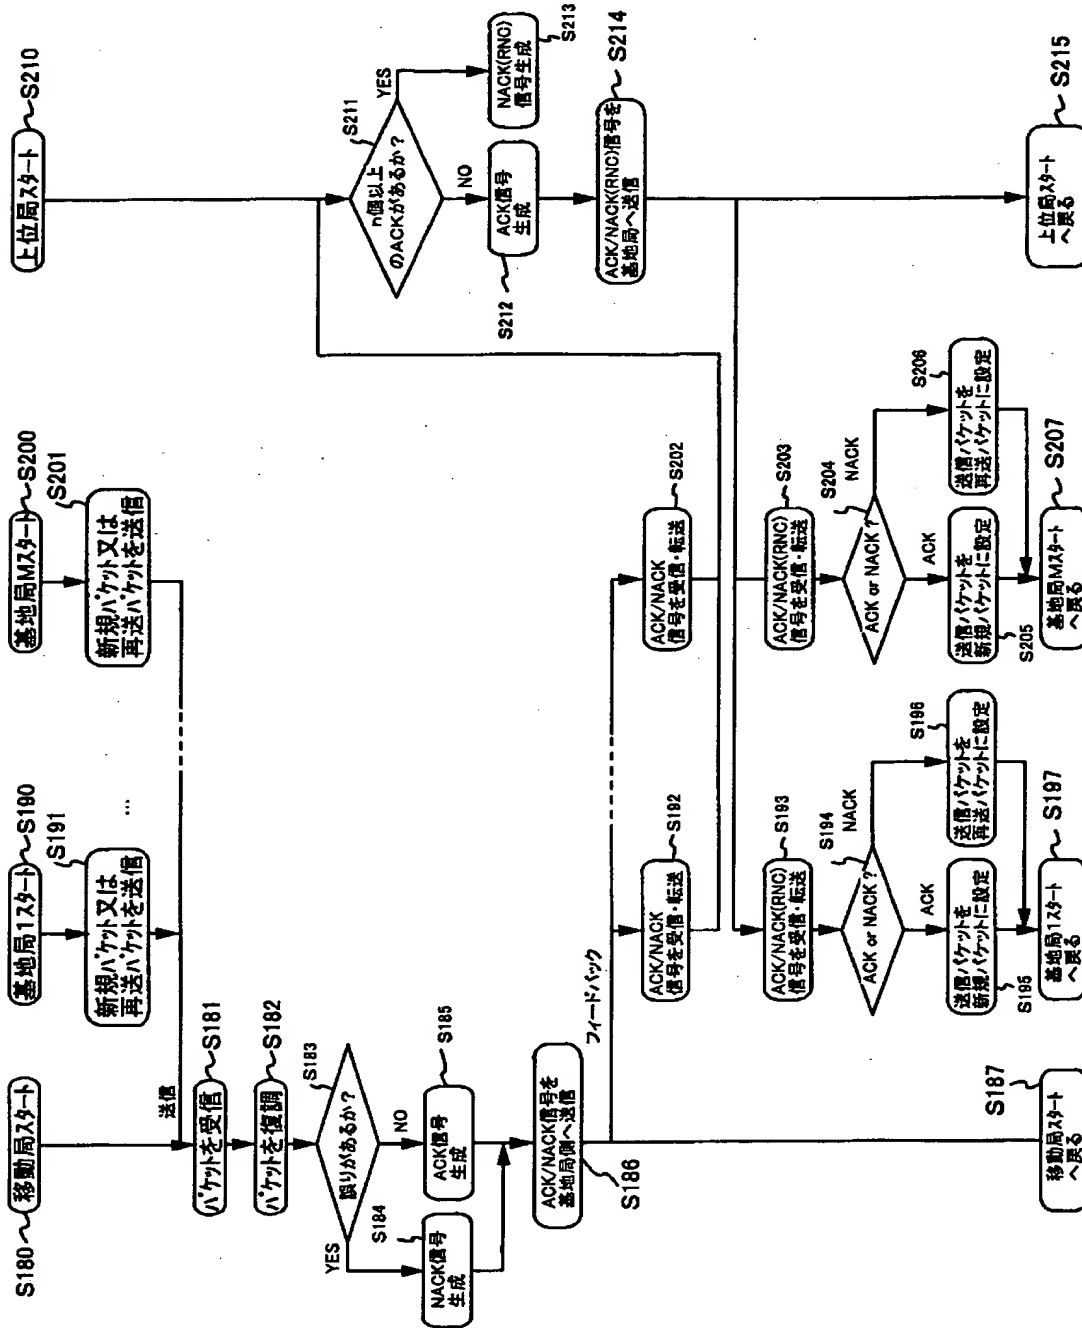 移動局スタート
S180
送信
パケットを受信
S181
パケットを復調
S182
誤りがあるか?
S183
YES
NO
NACK信号
生成
S184
ACK信号
生成
S185
ACK/NACK信号を
基地局側へ送信
S186
フィードバック
移動局スタート
へ戻る
S187
基地局1スタート
S190
新規パケット又は
再送パケットを送信
S191
...
ACK/NACK
信号を受信・転送
S192
ACK/NACK(RNC)
信号を受信・転送
S193
ACK or NACK ?
S194
NACK
ACK
送信パケットを
新規パケットに設定
S195
送信パケットを
再送パケットに設定
S196
基地局1スタート
へ戻る
S197
基地局Mスタート
S200
新規パケット又は
再送パケットを送信
S201
ACK/NACK
信号を受信・転送
S202
ACK/NACK(RNC)
信号を受信・転送
S203
ACK or NACK ?
S204
NACK
ACK
送信パケットを
新規パケットに設定
S205
送信パケットを
再送パケットに設定
S206
基地局Mスタート
へ戻る
S207
上位局スタート
S210
n個以上
のACKがあるか?
S211
YES
NO
ACK信号
生成
S212
NACK(RNC)
信号生成
S213
ACK/NACK(RNC)信号を
基地局へ送信
S214
上位局スタート
へ戻る
S215